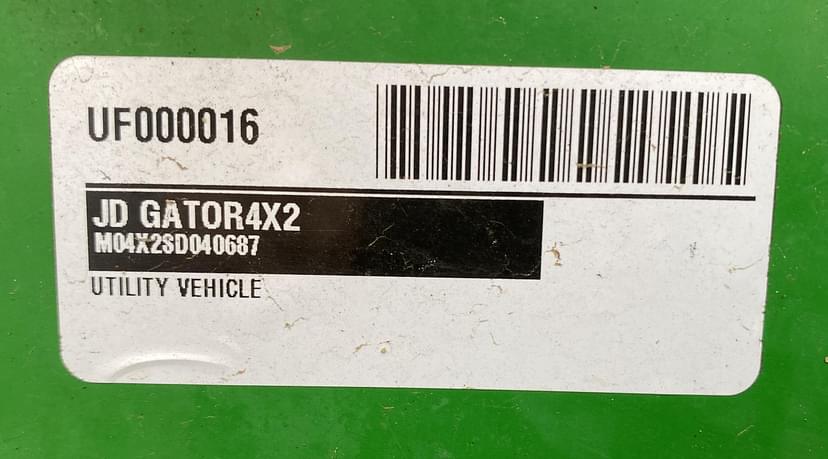 UF000016
JD GATOR4X2
M04X2SD040687
UTILITY VEHICLE